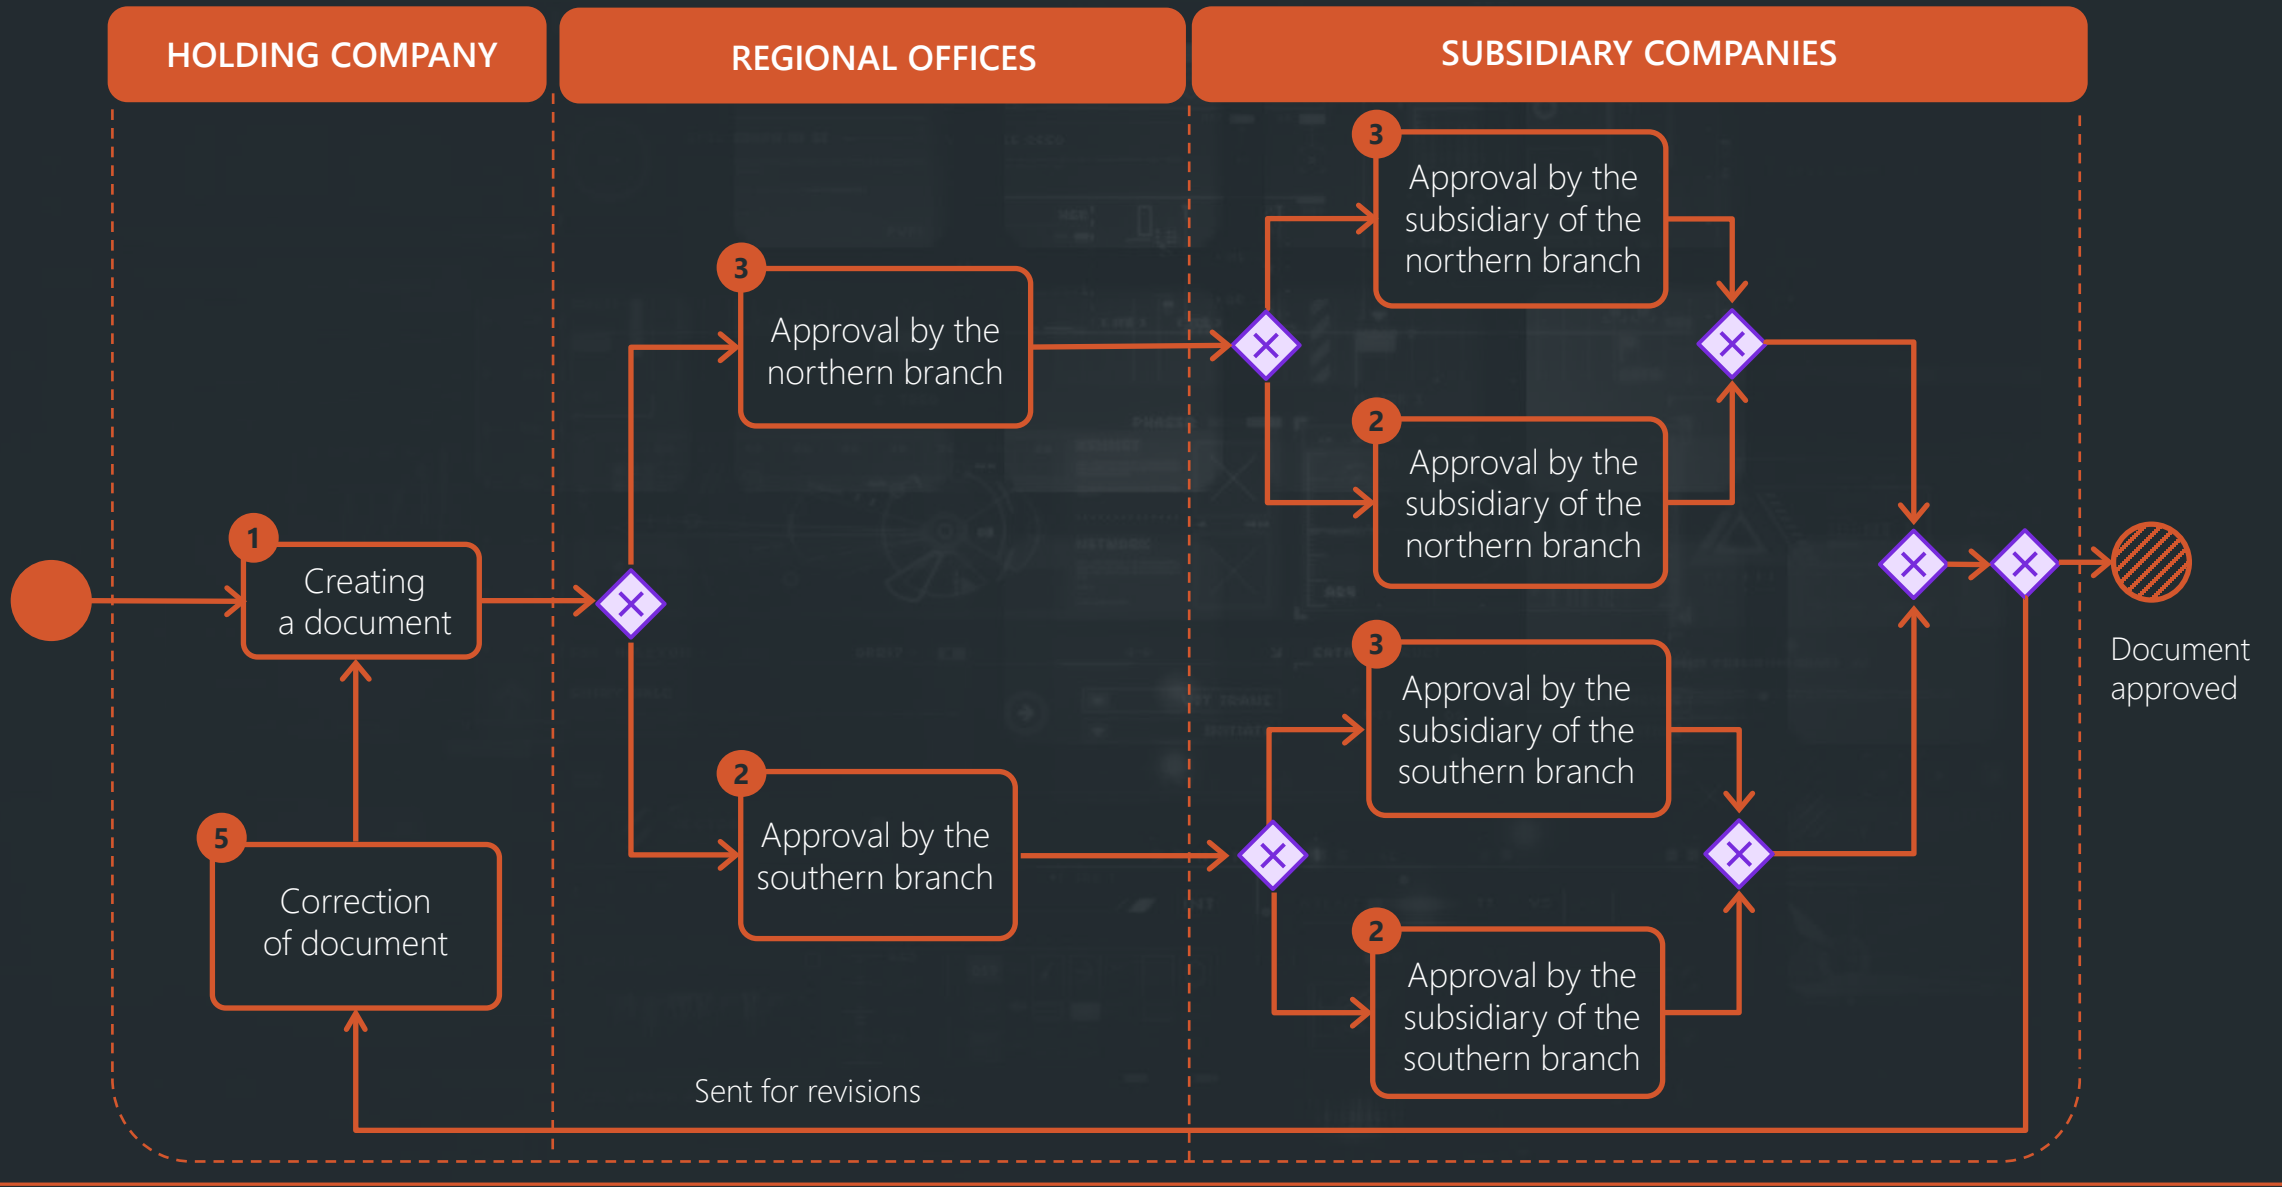 HOLDING COMPANY
REGIONAL OFFICES
SUBSIDIARY COMPANIES
1
Creating
a document
5
Correction
of document
3
Approval by the
northern branch
2
Approval by the
southern branch
3
Approval by the
subsidiary of the
northern branch
2
Approval by the
subsidiary of the
northern branch
3
Approval by the
subsidiary of the
southern branch
2
Approval by the
subsidiary of the
southern branch
Document
approved
Sent for revisions